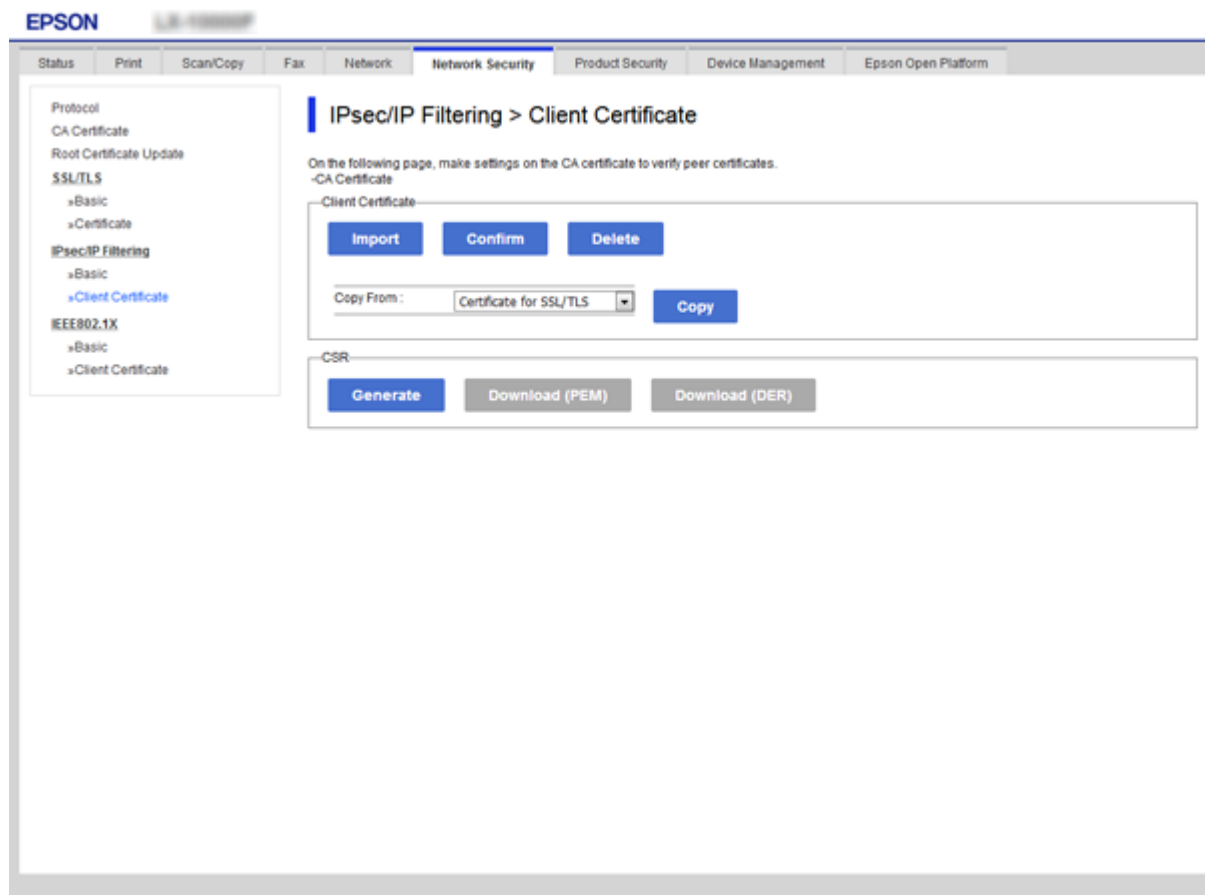 EPSON
Status Print Scan/Copy Fax Network Network Security Product Security Device Management Epson Open Platform
Protocol
CA Certificate
Root Certificate Update
SSL/TLS
»Basic
»Certificate
IPsec/IP Filtering
»Basic
»Client Certificate
IEEE802.1X
»Basic
»Client Certificate
IPsec/IP Filtering > Client Certificate
On the following page, make settings on the CA certificate to verify peer certificates.
-CA Certificate
Client Certificate
Import Confirm Delete
Copy From : Certificate for SSL/TLS Copy
CSR
Generate Download (PEM) Download (DER)